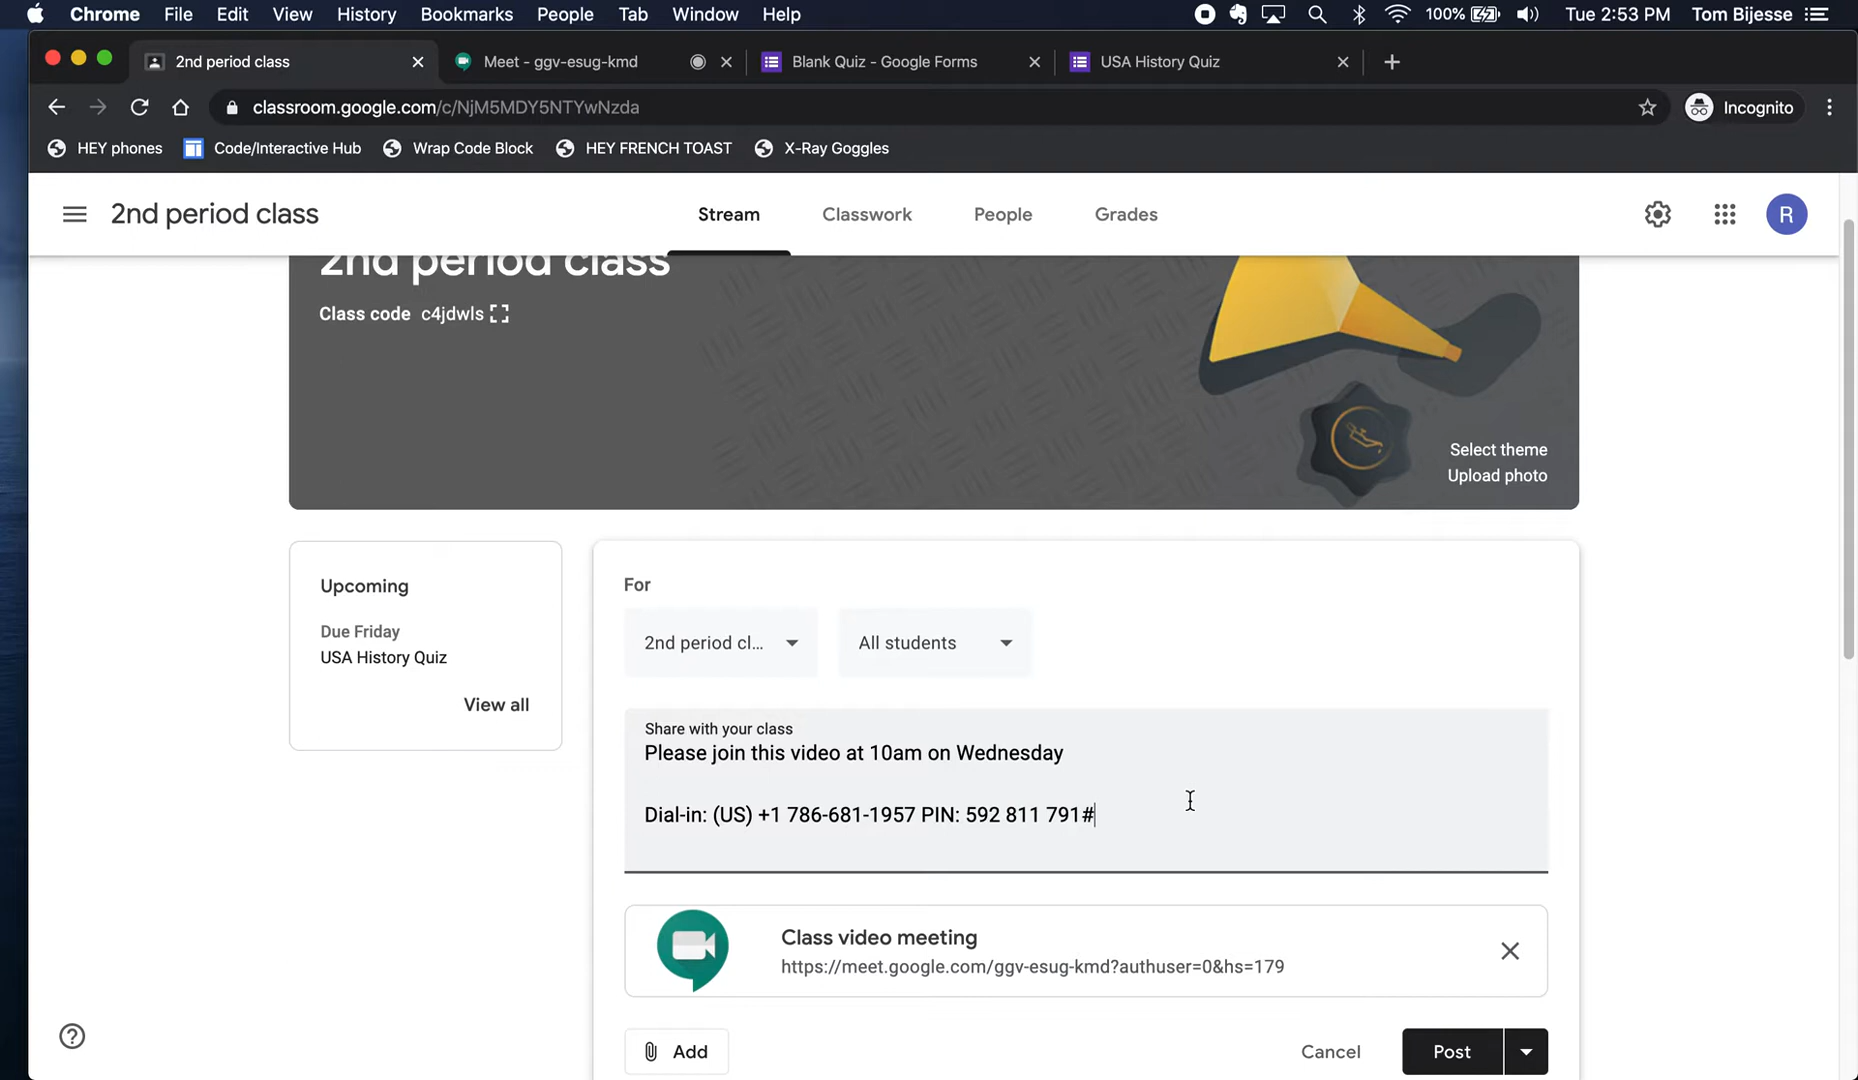 Chrome File Edit View History Bookmarks People Tab Window Help 100% Tue 2:53 PM Tom Bijesse
2nd period class Meet - ggv-esug-kmd Blank Quiz - Google Forms USA History Quiz
classroom.google.com/c/NjM5MDY5NTYwNzda Incognito
HEY phones Code/Interactive Hub Wrap Code Block HEY FRENCH TOAST X-Ray Goggles
2nd period class Stream Classwork People Grades R
2nd period class
Class code c4jdwls
Select theme
Upload photo
Upcoming
Due Friday
USA History Quiz
View all
For
2nd period cl... All students
Share with your class
Please join this video at 10am on Wednesday
Dial-in: (US) +1 786-681-1957 PIN: 592 811 791#
Class video meeting
https://meet.google.com/ggv-esug-kmd?authuser=0&hs=179
Add Cancel Post